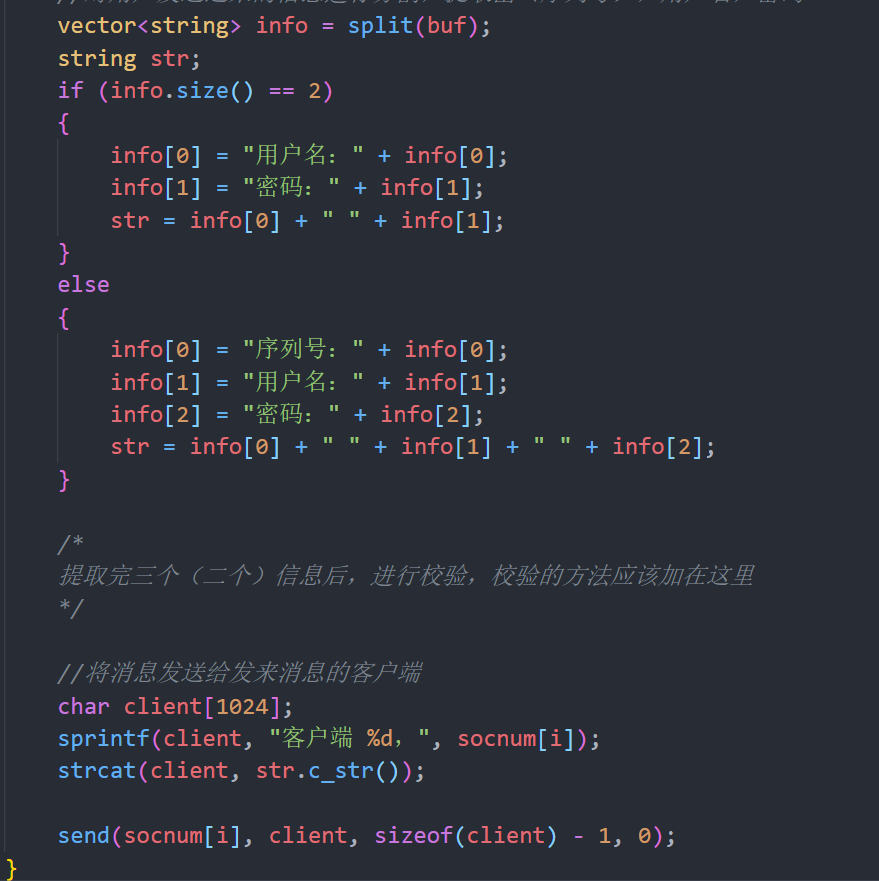 vector<string> info = split(buf);
string str;
if (info.size() == 2)
{
info[0] = "用户名：" + info[0];
info[1] = "密码：" + info[1];
str = info[0] + " " + info[1];
}
else
{
info[0] = "序列号：" + info[0];
info[1] = "用户名：" + info[1];
info[2] = "密码：" + info[2];
str = info[0] + " " + info[1] + " " + info[2];
}
/*
提取完三个（二个）信息后，进行校验，校验的方法应该加在这里
*/
//将消息发送给发来消息的客户端
char client[1024];
sprintf(client, "客户端 %d，", socnum[i]);
strcat(client, str.c_str());
send(socnum[i], client, sizeof(client) - 1, 0);
}